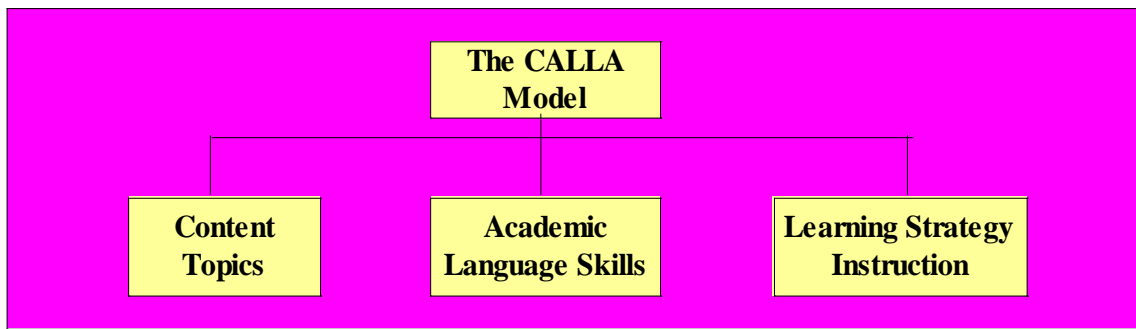 The CALLA
Model
Content
Topics
Academic
Language Skills
Learning Strategy
Instruction